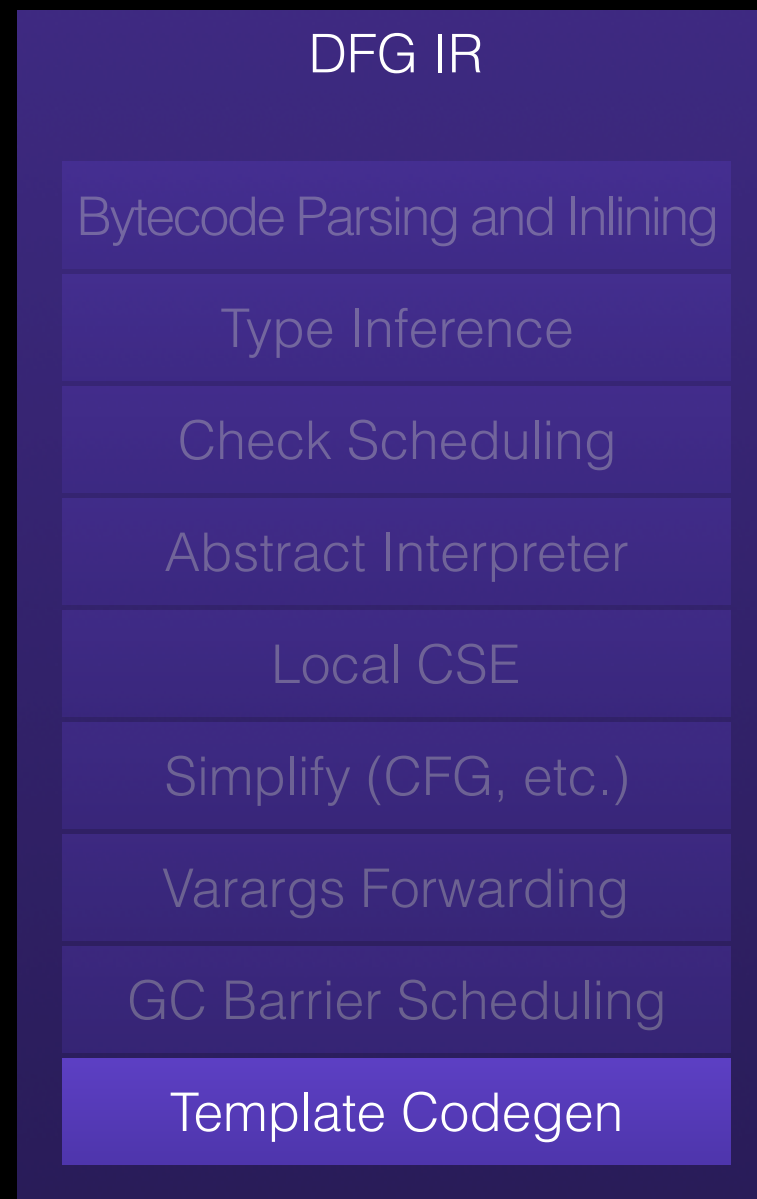 DFG IR
Bytecode Parsing and Inlining
Type Inference
Check Scheduling
Abstract Interpreter
Local CSE
Simplify (CFG, etc.)
Varargs Forwarding
GC Barrier Scheduling
Template Codegen